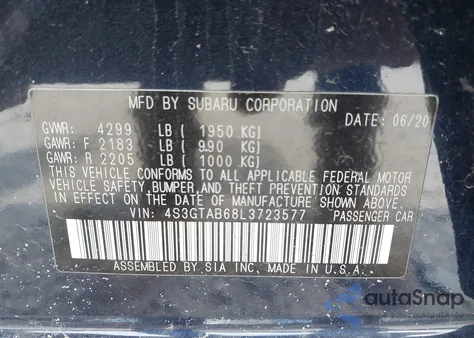 MFD BY SUBARU CORPORATION
GVWR: 4299 LB ( 1950 KG) DATE: 06/20
GAWR: F 2183 LB ( 990 KG)
GAWR: R 2205 LB ( 1000 KG)
THIS VEHICLE CONFORMS TO ALL APPLICABLE FEDERAL MOTOR
VEHICLE SAFETY, BUMPER, AND THEFT PREVENTION STANDARDS
IN EFFECT ON THE DATE OF MANUFACTURE SHOWN ABOVE.
VIN: 4S3GTAB68L3723577 PASSENGER CAR
ASSEMBLED BY SIA INC. MADE IN U.S.A.
autoSnap